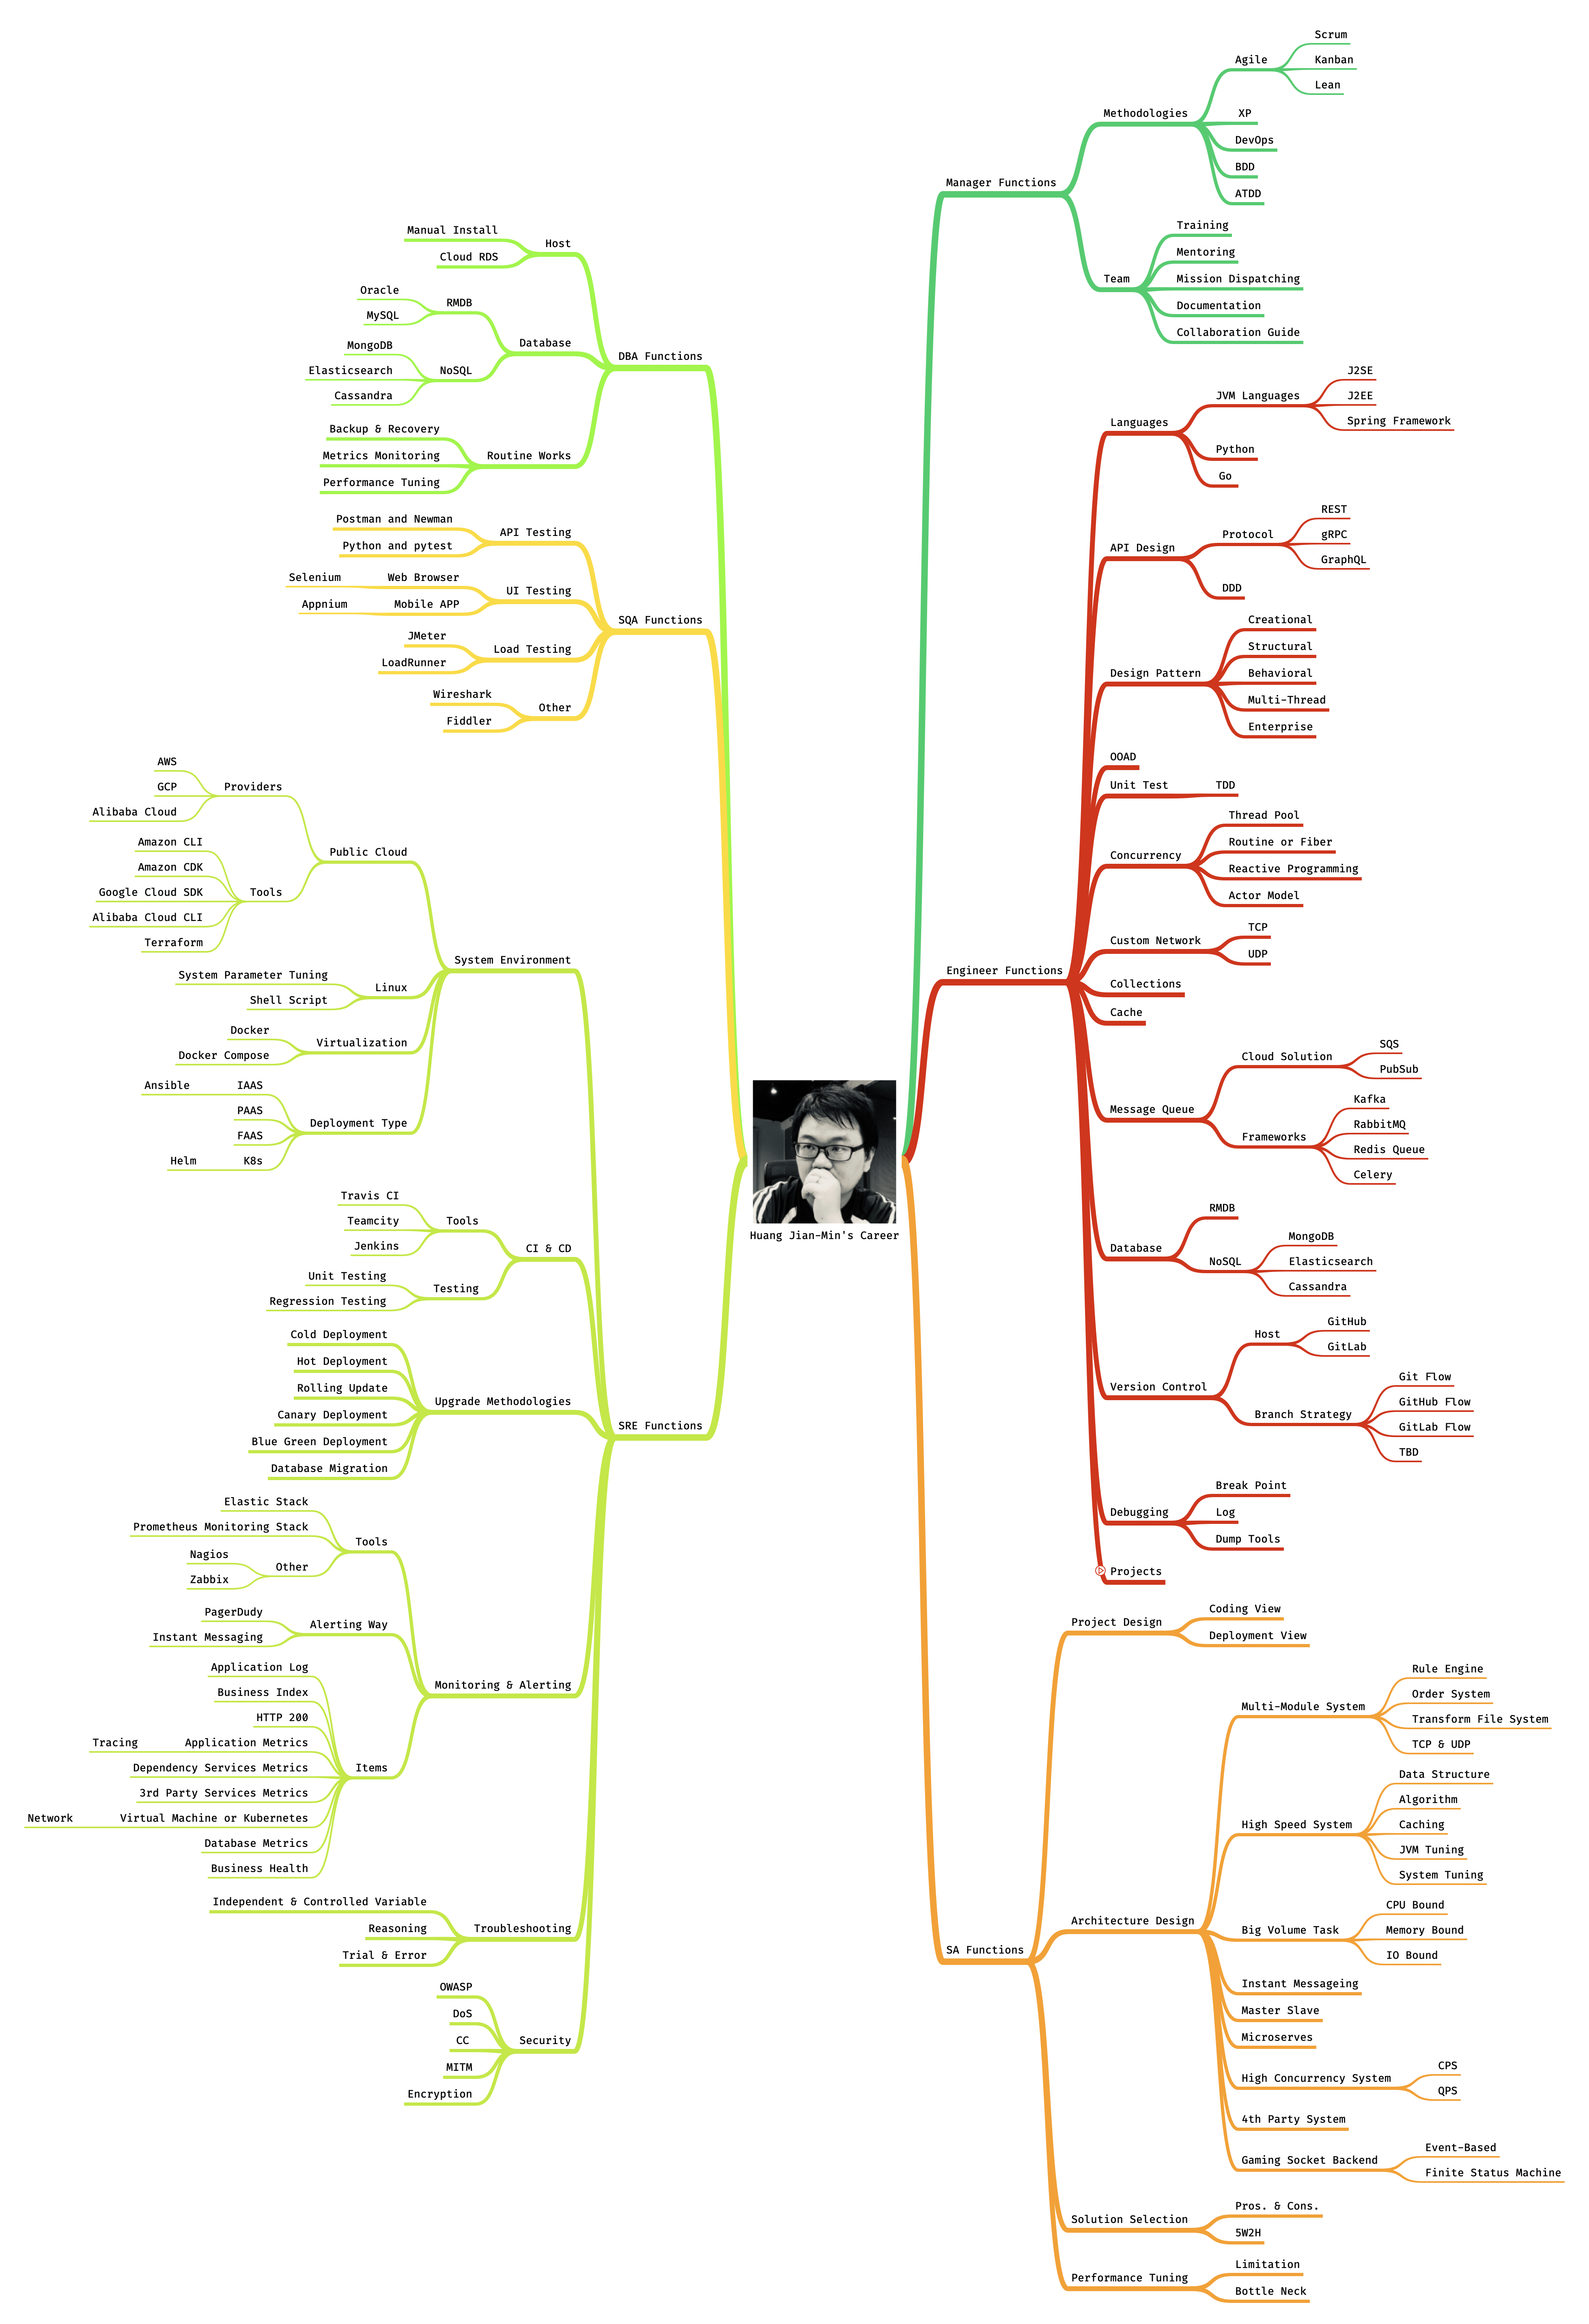 Huang Jian-Min's Career
Manager Functions
Methodologies
Agile
Scrum
Kanban
Lean
XP
DevOps
BDD
ATDD
Team
Training
Mentoring
Mission Dispatching
Documentation
Collaboration Guide
Engineer Functions
Languages
JVM Languages
J2SE
J2EE
Spring Framework
Python
Go
API Design
Protocol
REST
gRPC
GraphQL
DDD
Design Pattern
Creational
Structural
Behavioral
Multi-Thread
Enterprise
OOAD
Unit Test
TDD
Concurrency
Thread Pool
Routine or Fiber
Reactive Programming
Actor Model
Custom Network
TCP
UDP
Collections
Cache
Message Queue
Cloud Solution
SQS
PubSub
Frameworks
Kafka
RabbitMQ
Redis Queue
Celery
Database
RMDB
NoSQL
MongoDB
Elasticsearch
Cassandra
Version Control
Host
GitHub
GitLab
Branch Strategy
Git Flow
GitHub Flow
GitLab Flow
TBD
Debugging
Break Point
Log
Dump Tools
Projects
SA Functions
Project Design
Coding View
Deployment View
Architecture Design
Multi-Module System
Rule Engine
Order System
Transform File System
TCP & UDP
High Speed System
Data Structure
Algorithm
Caching
JVM Tuning
System Tuning
Big Volume Task
CPU Bound
Memory Bound
IO Bound
Instant Messageing
Master Slave
Microserves
High Concurrency System
CPS
QPS
4th Party System
Gaming Socket Backend
Event-Based
Finite Status Machine
Solution Selection
Pros. & Cons.
5W2H
Performance Tuning
Limitation
Bottle Neck
DBA Functions
Host
Manual Install
Cloud RDS
Database
RMDB
Oracle
MySQL
NoSQL
MongoDB
Elasticsearch
Cassandra
Routine Works
Backup & Recovery
Metrics Monitoring
Performance Tuning
SQA Functions
API Testing
Postman and Newman
Python and pytest
UI Testing
Web Browser
Selenium
Mobile APP
Appnium
Load Testing
JMeter
LoadRunner
Other
Wireshark
Fiddler
SRE Functions
System Environment
Public Cloud
Providers
AWS
GCP
Alibaba Cloud
Tools
Amazon CLI
Amazon CDK
Google Cloud SDK
Alibaba Cloud CLI
Terraform
Linux
System Parameter Tuning
Shell Script
Virtualization
Docker
Docker Compose
Deployment Type
IAAS
Ansible
PAAS
FAAS
K8s
Helm
CI & CD
Tools
Travis CI
Teamcity
Jenkins
Testing
Unit Testing
Regression Testing
Upgrade Methodologies
Cold Deployment
Hot Deployment
Rolling Update
Canary Deployment
Blue Green Deployment
Database Migration
Monitoring & Alerting
Tools
Elastic Stack
Prometheus Monitoring Stack
Other
Nagios
Zabbix
Alerting Way
PagerDudy
Instant Messaging
Items
Application Log
Business Index
HTTP 200
Application Metrics
Tracing
Dependency Services Metrics
3rd Party Services Metrics
Virtual Machine or Kubernetes
Network
Database Metrics
Business Health
Troubleshooting
Independent & Controlled Variable
Reasoning
Trial & Error
Security
OWASP
DoS
CC
MITM
Encryption